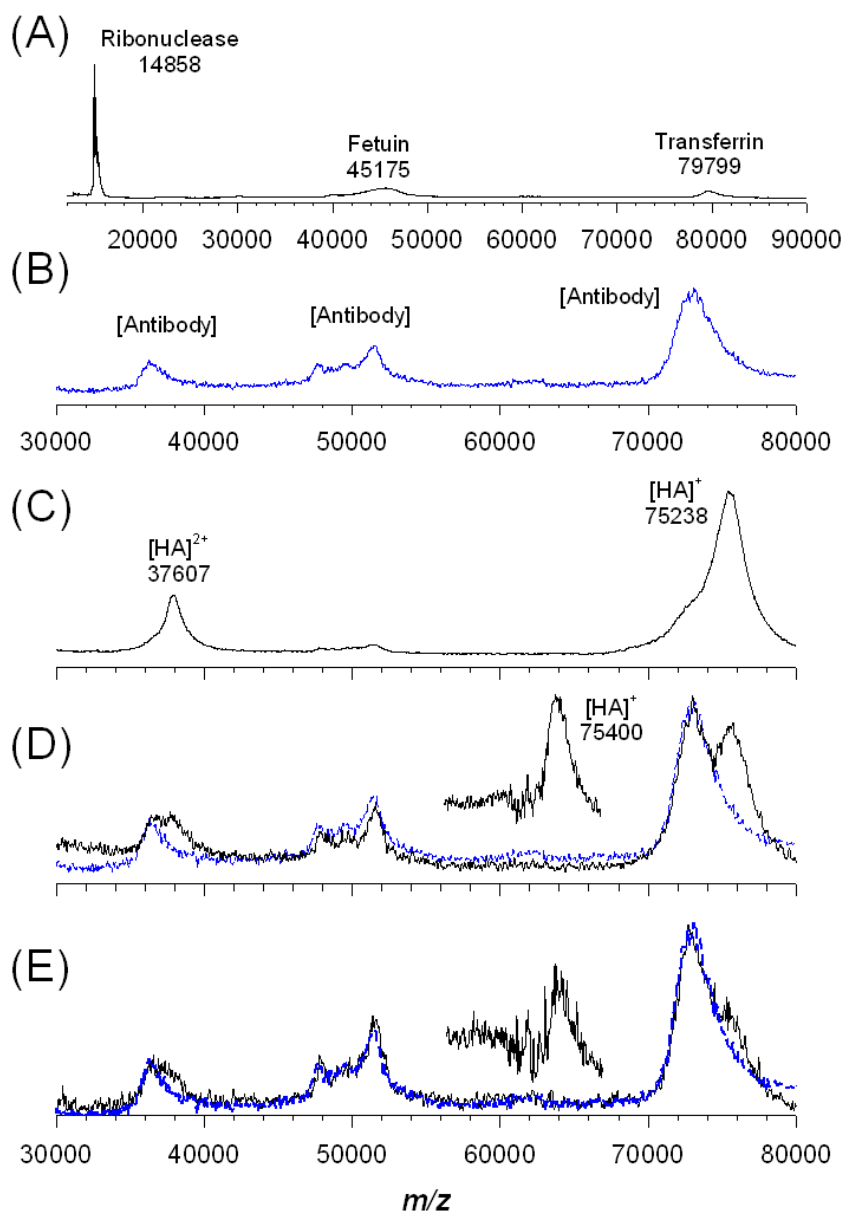 (A)
Ribonuclease
14858
Fetuin
45175
Transferrin
79799
20000 30000 40000 50000 60000 70000 80000 90000
(B)
[Antibody] [Antibody] [Antibody]
30000 40000 50000 60000 70000 80000
(C)
[HA]²⁺
37607
[HA]⁺
75238
(D)
[HA]⁺
75400
(E)
30000 40000 50000 60000 70000 80000
m/z